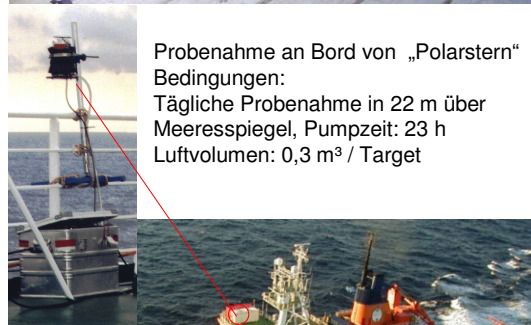 Probenahme an Bord von „Polarstern“
Bedingungen:
Tägliche Probenahme in 22 m über
Meeresspiegel, Pumpzeit: 23 h
Luftvolumen: 0,3 m³ / Target